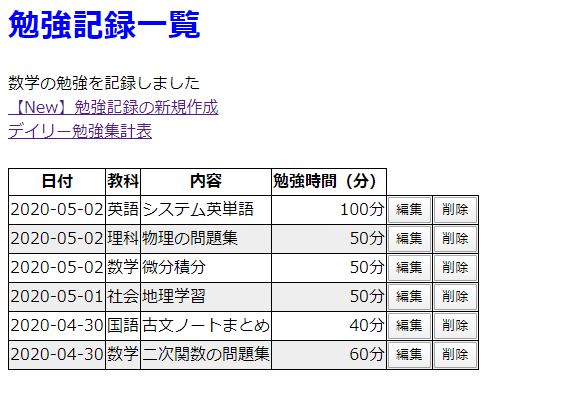 勉強記録一覧
数学の勉強を記録しました
【New】勉強記録の新規作成
デイリー勉強集計表
日付 教科 内容 勉強時間（分）
2020-05-02 英語 システム英単語 100分 編集 削除
2020-05-02 理科 物理の問題集 50分 編集 削除
2020-05-02 数学 微分積分 50分 編集 削除
2020-05-01 社会 地理学習 50分 編集 削除
2020-04-30 国語 古文ノートまとめ 40分 編集 削除
2020-04-30 数学 二次関数の問題集 60分 編集 削除